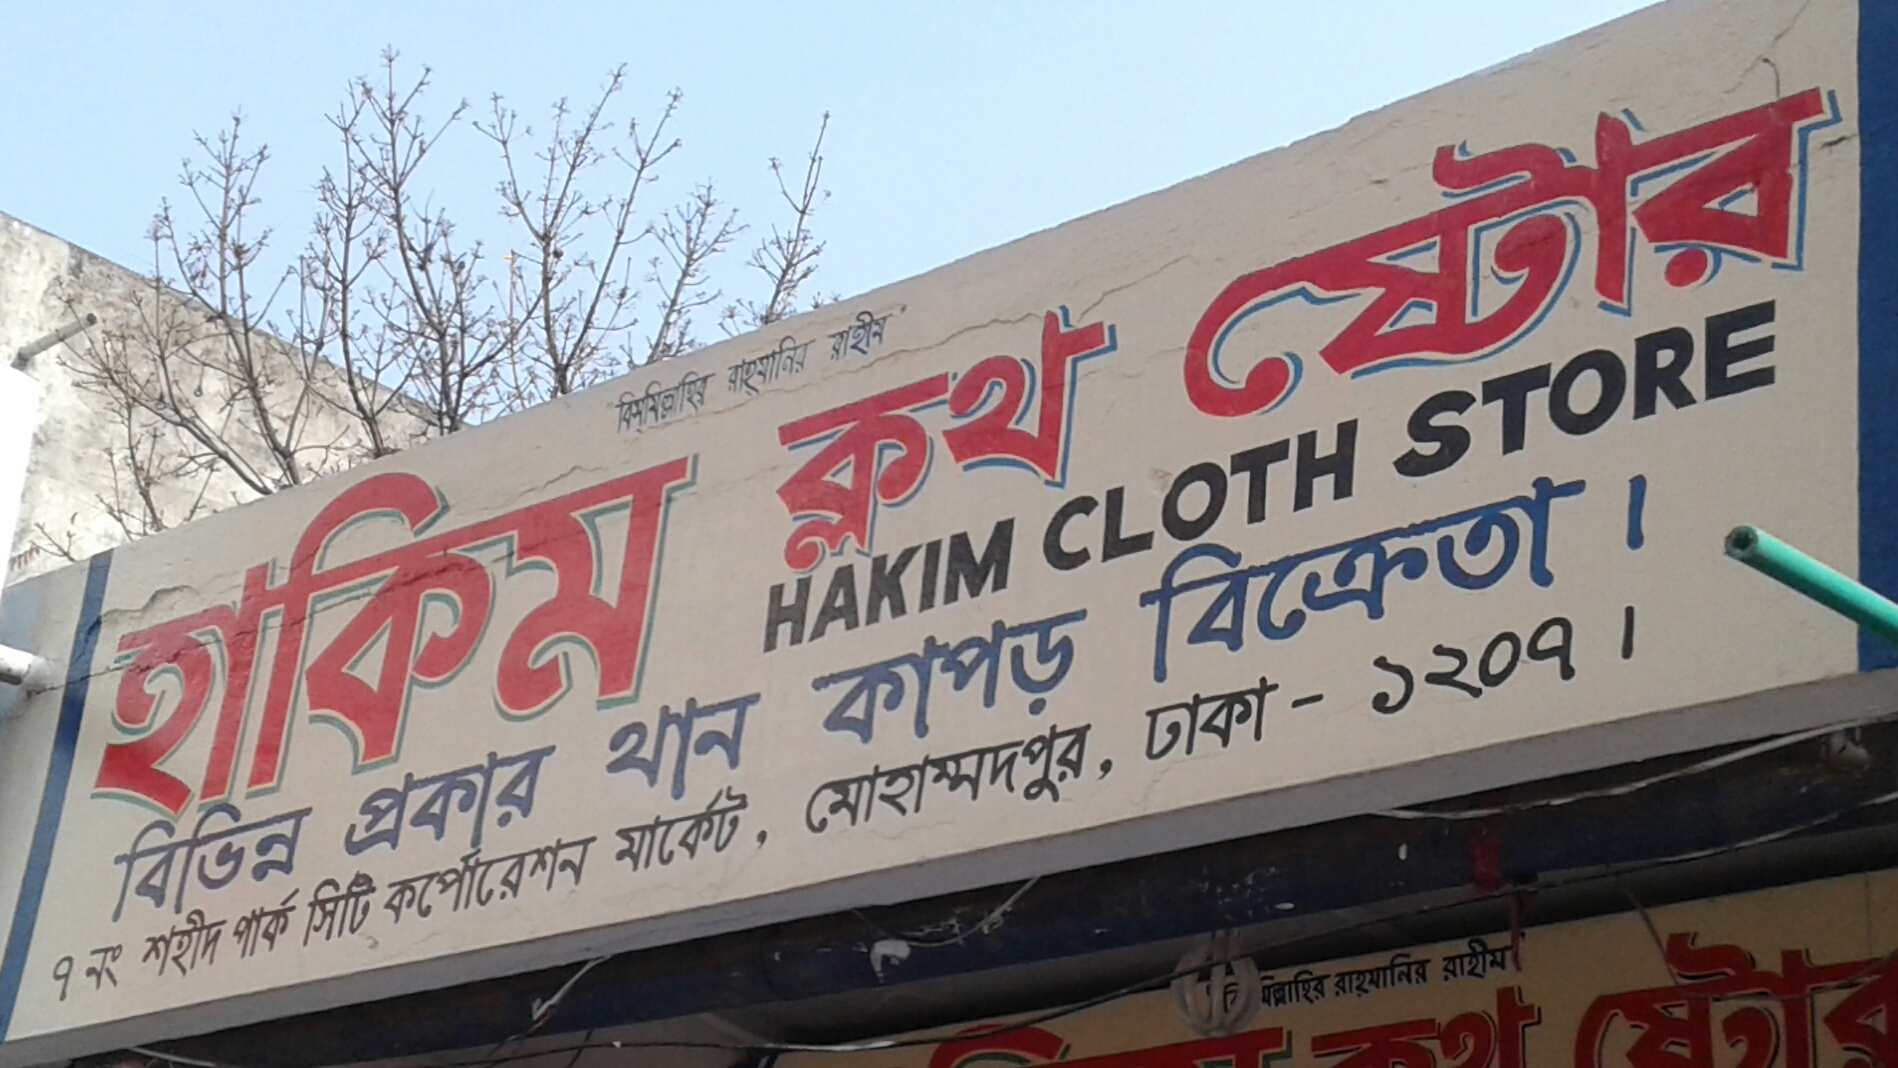 বিস্‌মিল্লাহির রাহ্‌মানির রাহীম
হাকিম ক্লথ ষ্টোর
HAKIM CLOTH STORE
বিভিন্ন প্রকার থান কাপড় বিক্রেতা।
৭ নং শহীদ পার্ক সিটি কর্পোরেশন মার্কেট, মোহাম্মদপুর, ঢাকা - ১২০৭।
মিল্লাহির রাহ্‌মানির রাহীম
ক্লথ ষ্টোর